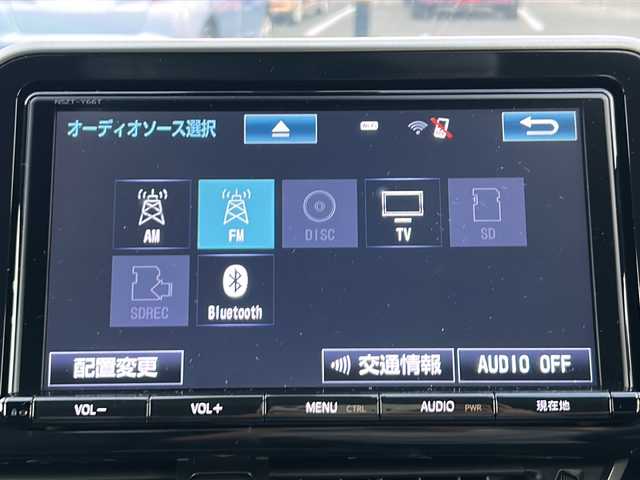 NSZT-Y66T
オーディオソース選択
AM
FM
DISC
TV
SD
SDREC
Bluetooth
配置変更
交通情報
AUDIO OFF
VOL− VOL+ MENU CTRL AUDIO PWR 現在地